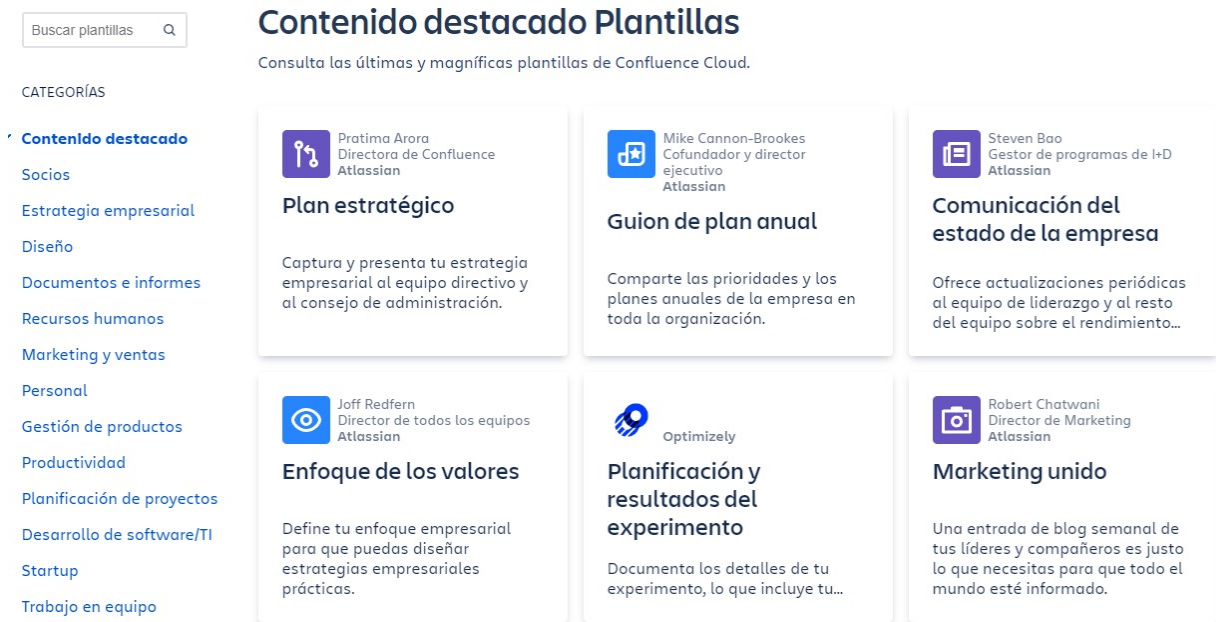 Buscar plantillas
CATEGORÍAS
Contenido destacado
Socios
Estrategia empresarial
Diseño
Documentos e informes
Recursos humanos
Marketing y ventas
Personal
Gestión de productos
Productividad
Planificación de proyectos
Desarrollo de software/TI
Startup
Trabajo en equipo
Contenido destacado Plantillas
Consulta las últimas y magníficas plantillas de Confluence Cloud.
Pratima Arora
Directora de Confluence
Atlassian
Plan estratégico
Captura y presenta tu estrategia
empresarial al equipo directivo y
al consejo de administración.
Mike Cannon-Brookes
Cofundador y director
ejecutivo
Atlassian
Guion de plan anual
Comparte las prioridades y los
planes anuales de la empresa en
toda la organización.
Steven Bao
Gestor de programas de I+D
Atlassian
Comunicación del
estado de la empresa
Ofrece actualizaciones periódicas
al equipo de liderazgo y al resto
del equipo sobre el rendimiento...
Joff Redfern
Director de todos los equipos
Atlassian
Enfoque de los valores
Define tu enfoque empresarial
para que puedas diseñar
estrategias empresariales
prácticas.
Optimizely
Planificación y
resultados del
experimento
Documenta los detalles de tu
experimento, lo que incluye tu...
Robert Chatwani
Director de Marketing
Atlassian
Marketing unido
Una entrada de blog semanal de
tus líderes y compañeros es justo
lo que necesitas para que todo el
mundo esté informado.